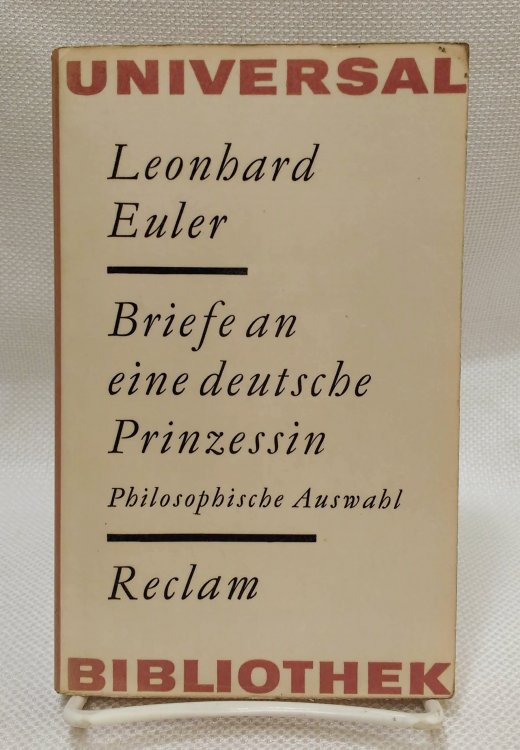 UNIVERSAL
Leonhard
Euler
Briefe an
eine deutsche
Prinzessin
Philosophische Auswahl
Reclam
BIBLIOTHEK